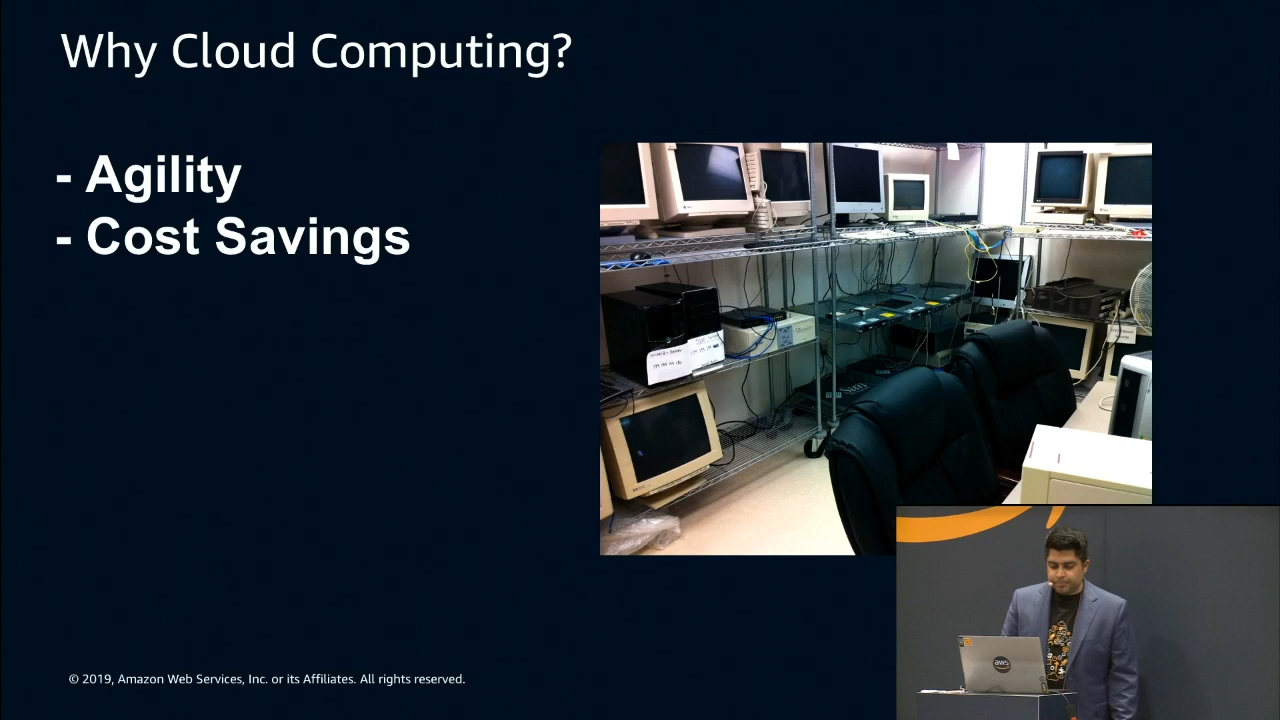 Why Cloud Computing?
- Agility
- Cost Savings
© 2019, Amazon Web Services, Inc. or its Affiliates. All rights reserved.
aws